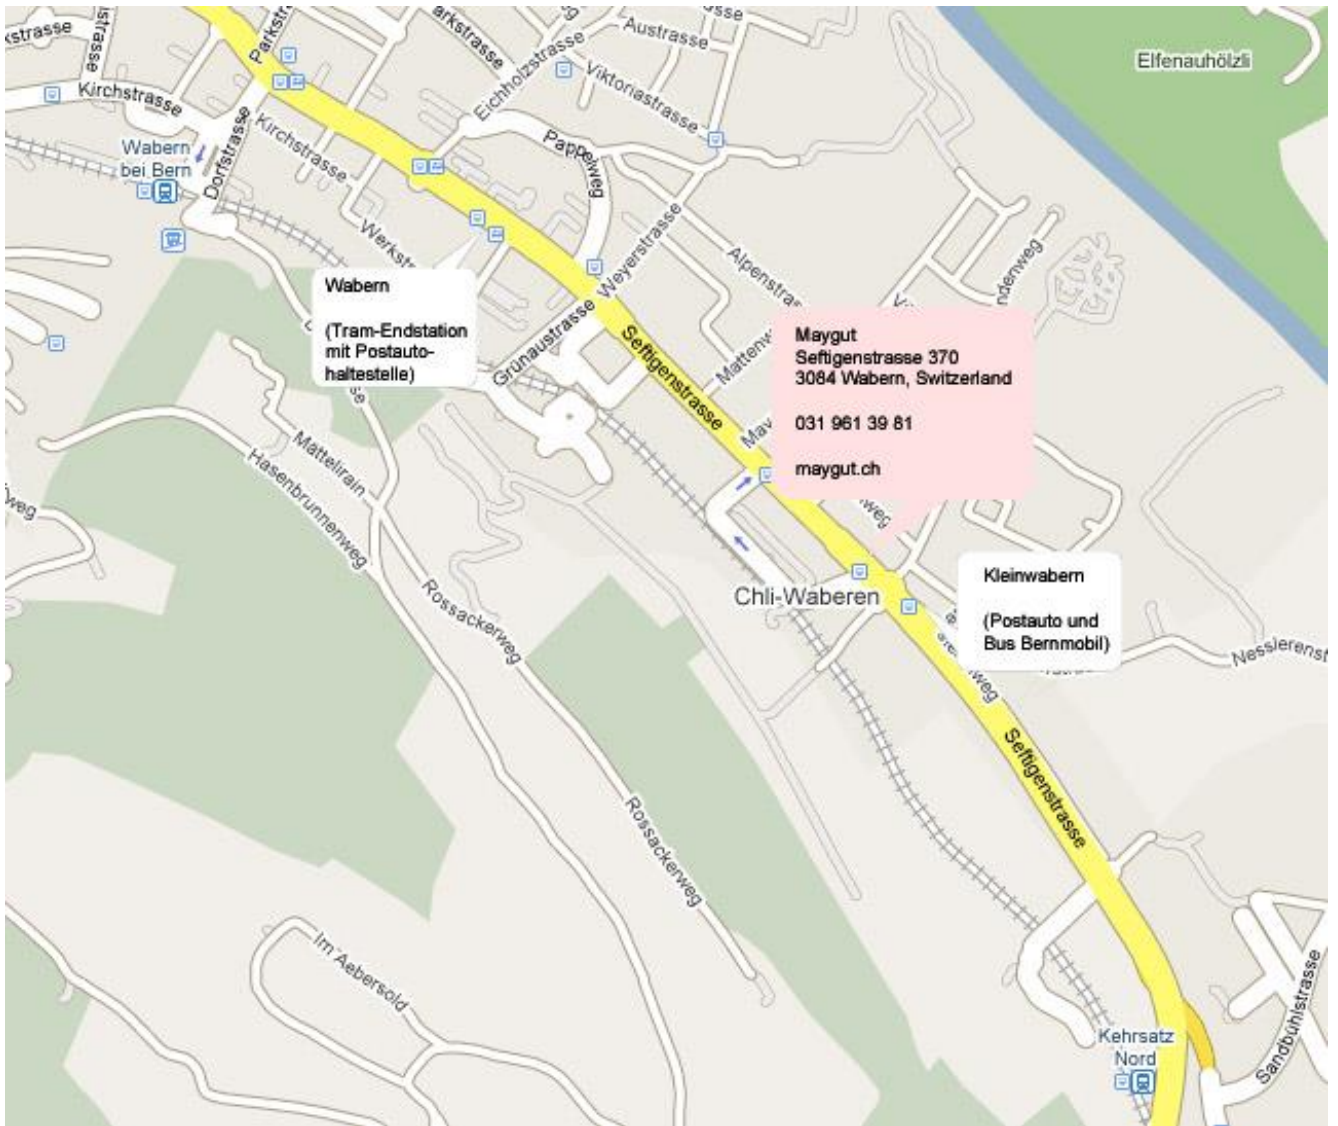 Parkstrasse
Austrasse
Elfenauhölzli
Eichholzstrasse
Viktoriastrasse
Kirchstrasse
Kirchstrasse
Wabern
bei Bern
Dorfstrasse
Pappelweg
Weyerstrasse
Alpenstrasse
Wabern
(Tram-Endstation
mit Postauto-
haltestelle)
Grünaustrasse
Seftigenstrasse
Maygut
Seftigenstrasse 370
3084 Wabern, Switzerland
031 961 39 81
maygut.ch
Mattelirain
Hasenbrunnenweg
Rossackerweg
Chli-Waberen
Kleinwabern
(Postauto und
Bus Bernmobil)
Seftigenstrasse
Rossackerweg
Im Aebersold
Kehrsatz
Nord
Sandbühlstrasse